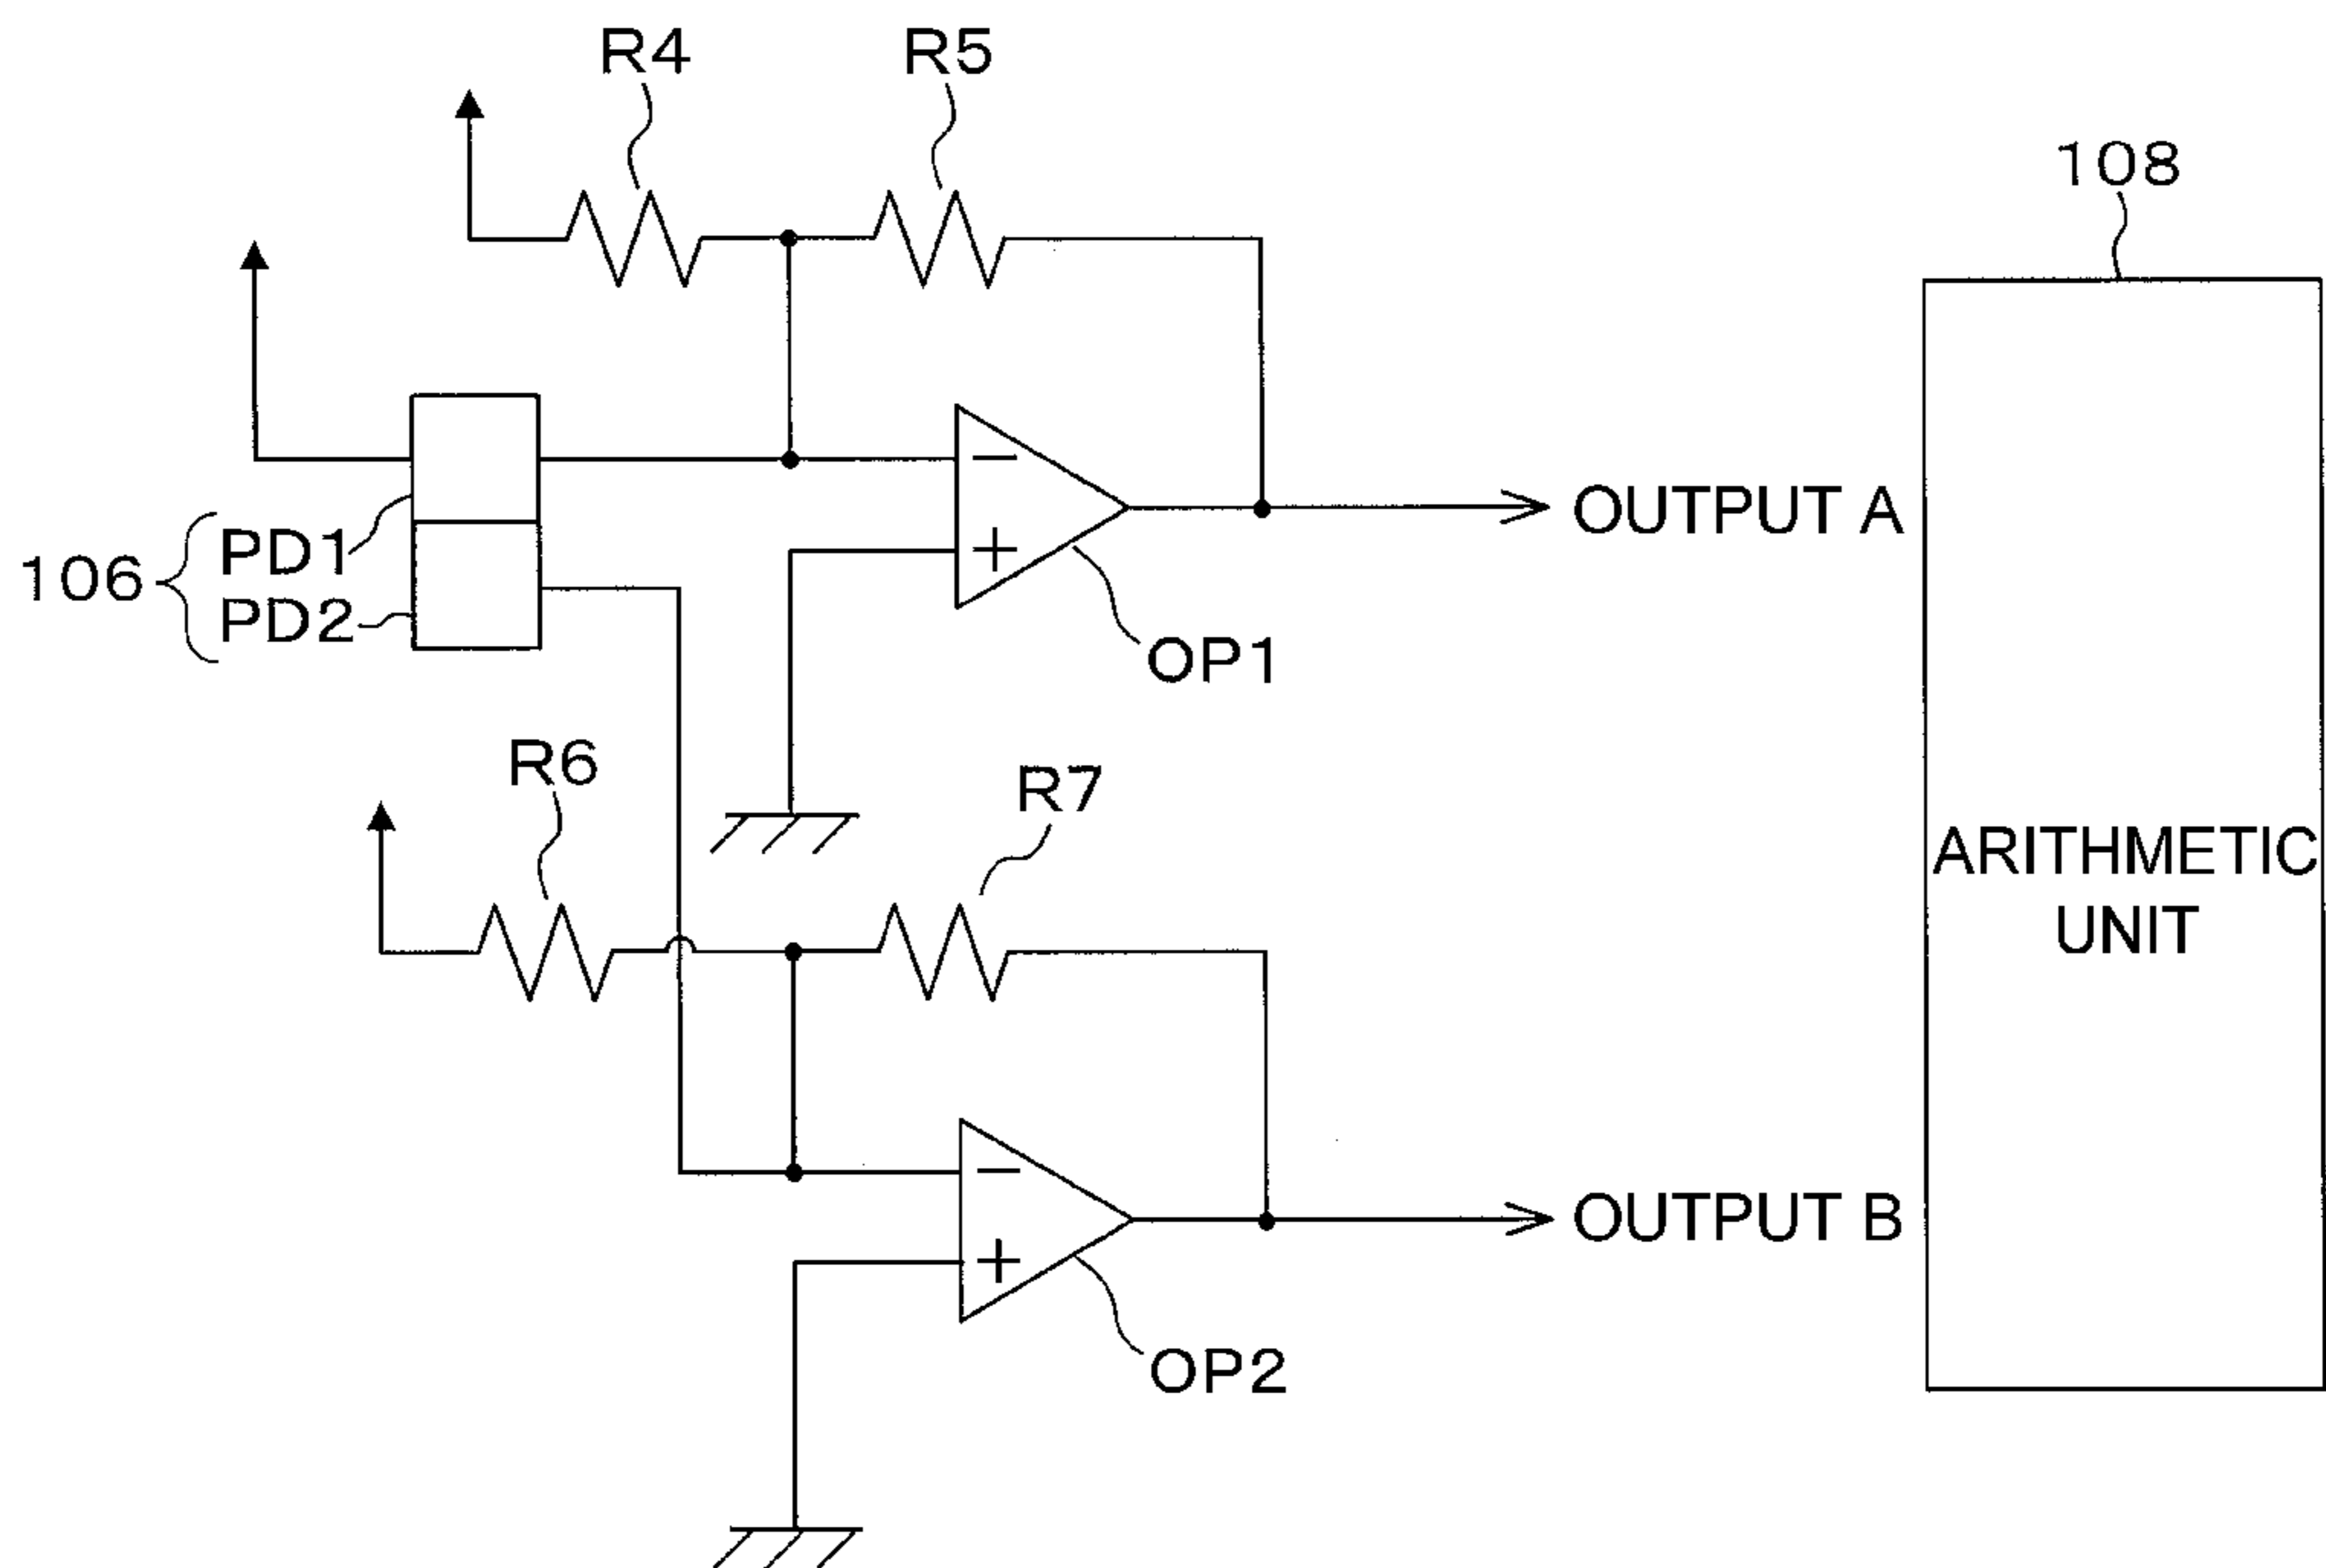 R4
R5
108
OUTPUT A
106
PD1
PD2
−
+
OP1
R6
R7
ARITHMETIC
UNIT
−
+
OUTPUT B
OP2